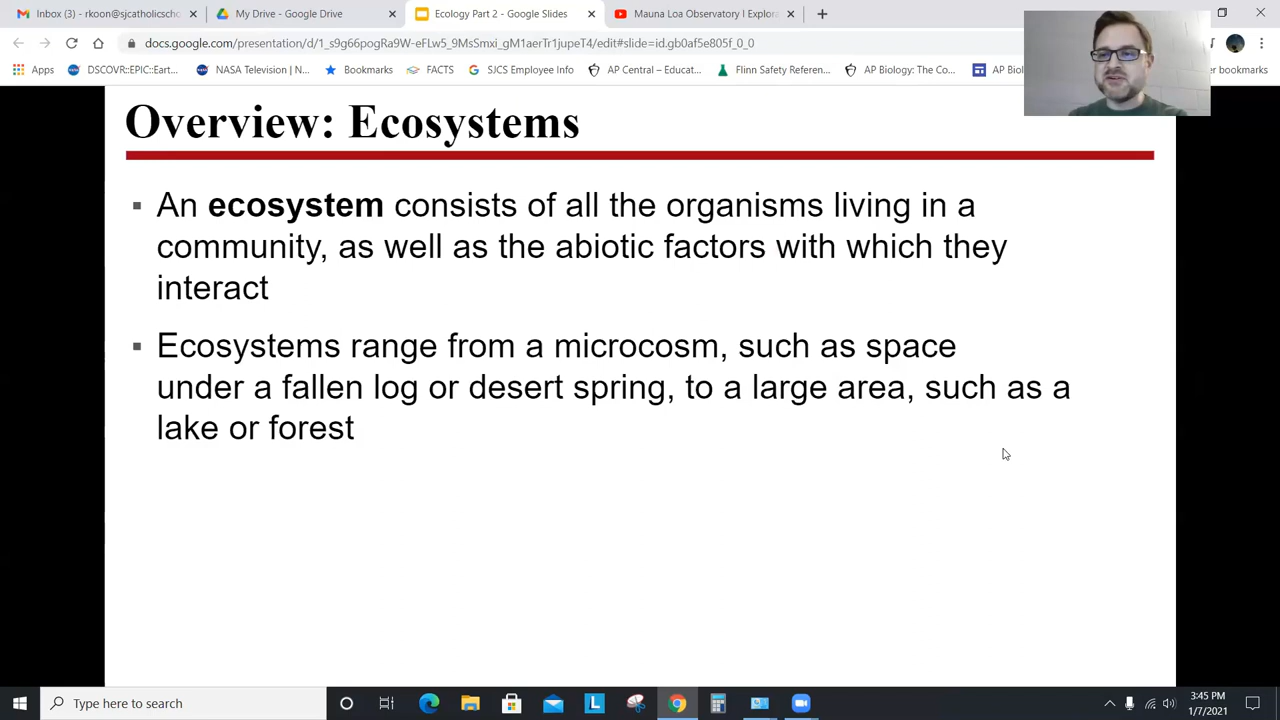 Inbox (3) - rkoon@sjcatholicscho
My Drive - Google Drive
Ecology Part 2 - Google Slides
Mauna Loa Observatory | Explora
docs.google.com/presentation/d/1_s9g66pogRa9W-eFLw5_9MsSmxi_gM1aerTr1jupeT4/edit#slide=id.gb0af5e805f_0_0
Apps
DSCOVR::EPIC::Eart...
NASA Television | N...
Bookmarks
FACTS
SJCS Employee Info
AP Central – Educat...
Flinn Safety Referen...
AP Biology: The Co...
AP Biol
er bookmarks
Overview: Ecosystems
▪ An ecosystem consists of all the organisms living in a
community, as well as the abiotic factors with which they
interact
▪ Ecosystems range from a microcosm, such as space
under a fallen log or desert spring, to a large area, such as a
lake or forest
Type here to search
L
3:45 PM
1/7/2021